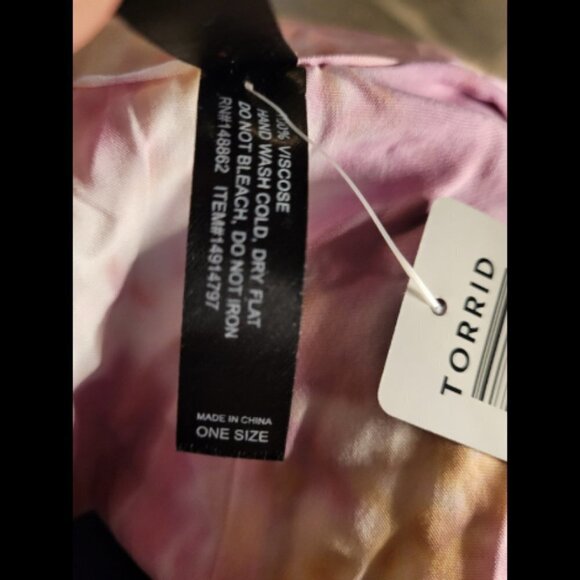 100% VISCOSE
HAND WASH COLD, DRY FLAT
DO NOT BLEACH, DO NOT IRON
RN#148862 ITEM#14914797
MADE IN CHINA
ONE SIZE
TORRID